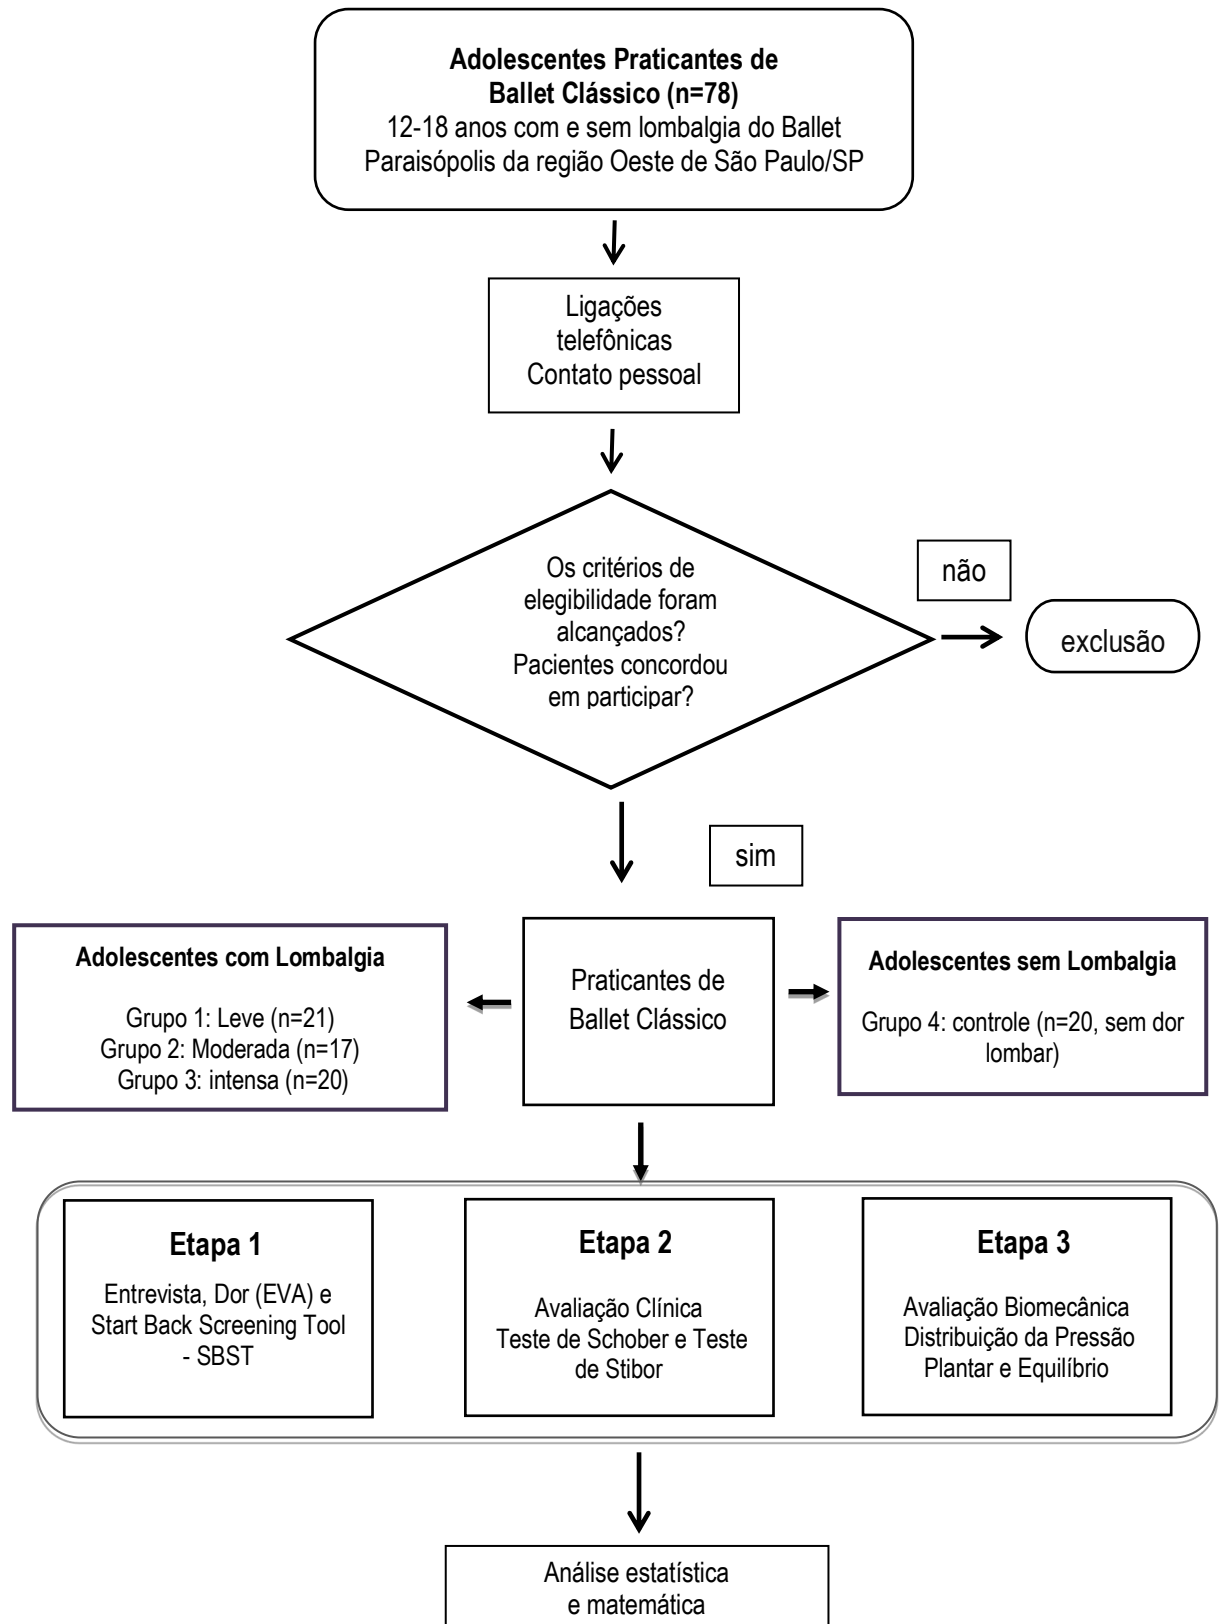 Adolescentes Praticantes de
Ballet Clássico (n=78)
12-18 anos com e sem lombalgia do Ballet
Paraisópolis da região Oeste de São Paulo/SP
Ligações
telefônicas
Contato pessoal
Os critérios de
elegibilidade foram
alcançados?
Pacientes concordou
em participar?
não
exclusão
sim
Adolescentes com Lombalgia
Grupo 1: Leve (n=21)
Grupo 2: Moderada (n=17)
Grupo 3: intensa (n=20)
Praticantes de
Ballet Clássico
Adolescentes sem Lombalgia
Grupo 4: controle (n=20, sem dor
lombar)
Etapa 1
Entrevista, Dor (EVA) e
Start Back Screening Tool
- SBST
Etapa 2
Avaliação Clínica
Teste de Schober e Teste
de Stibor
Etapa 3
Avaliação Biomecânica
Distribuição da Pressão
Plantar e Equilíbrio
Análise estatística
e matemática